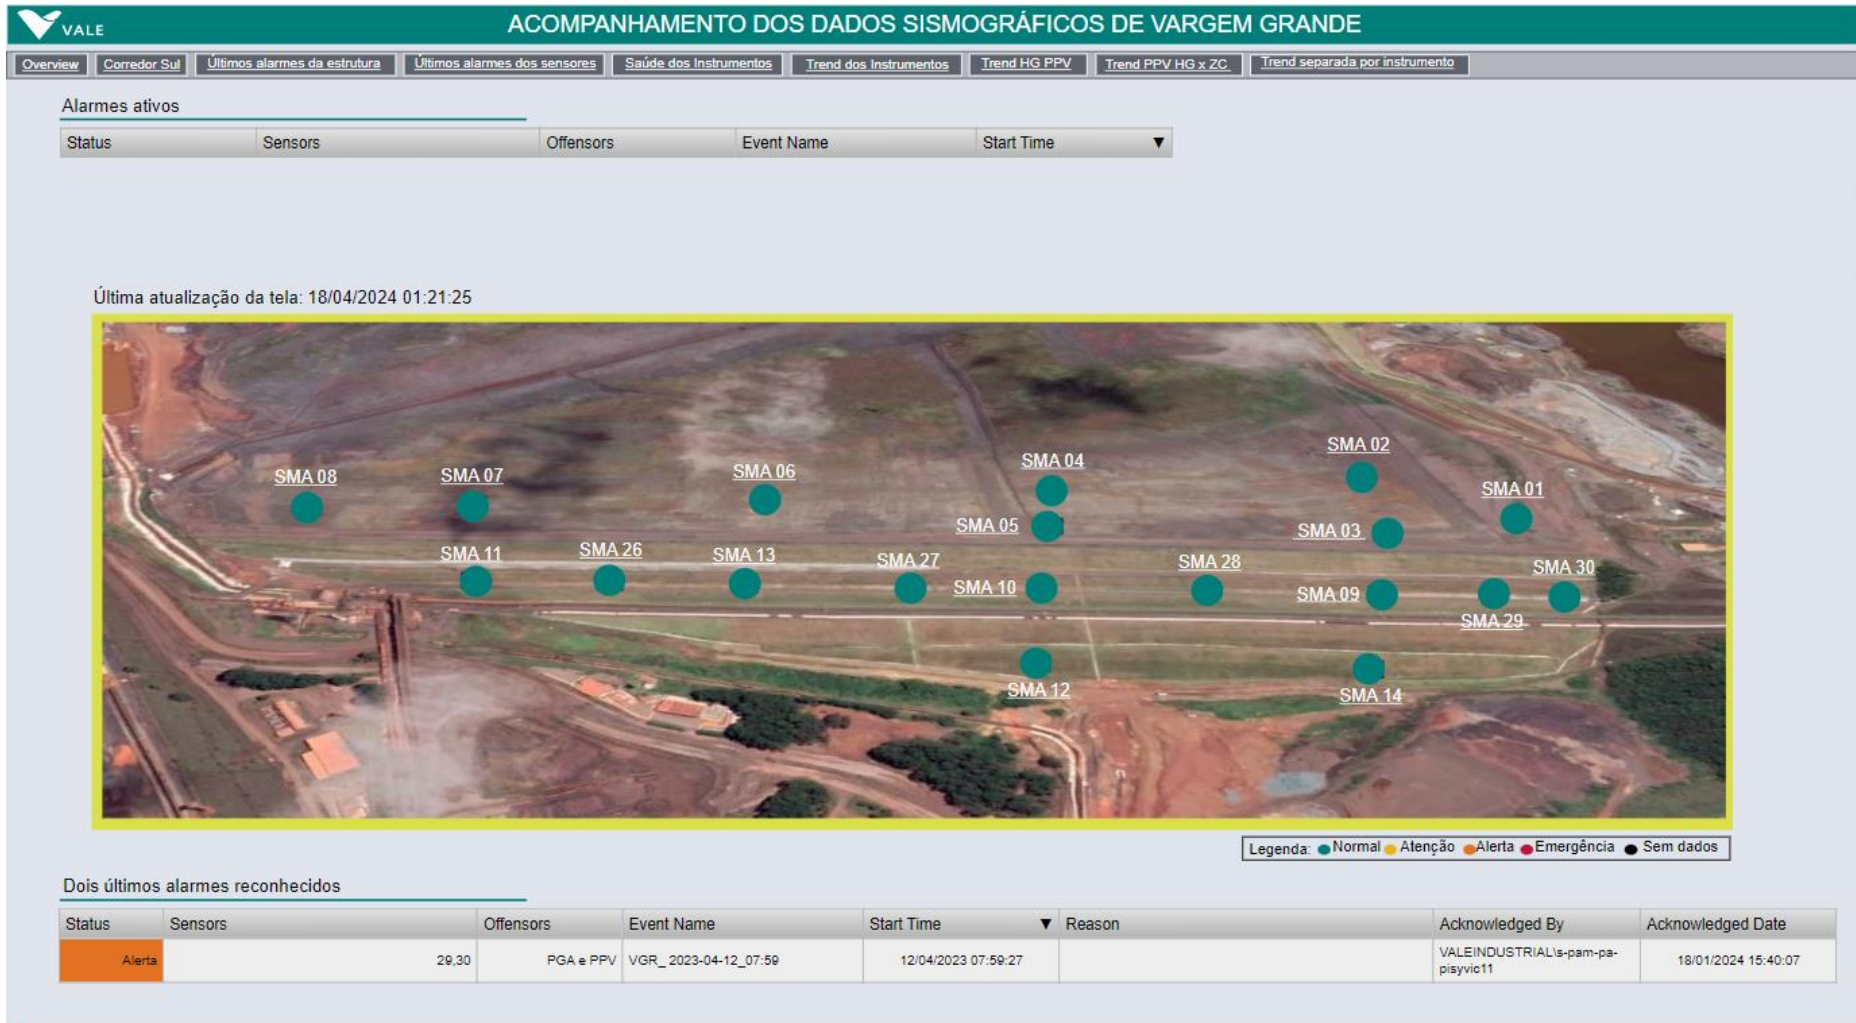 VALE
ACOMPANHAMENTO DOS DADOS SISMOGRÁFICOS DE VARGEM GRANDE
Overview Corredor Sul Últimos alarmes da estrutura Últimos alarmes dos sensores Saúde dos Instrumentos Trend dos Instrumentos Trend HG PPV Trend PPV HG x ZC Trend separada por instrumento
Alarmes ativos
Status Sensors Offensors Event Name Start Time ▼
Última atualização da tela: 18/04/2024 01:21:25
SMA 02
SMA 04
SMA 08 SMA 07 SMA 06
SMA 01
SMA 05 SMA 03
SMA 11 SMA 26 SMA 13 SMA 27 SMA 28 SMA 30
SMA 10 SMA 09
SMA 29
SMA 12 SMA 14
Legenda: Normal Atenção Alerta Emergência Sem dados
Dois últimos alarmes reconhecidos
Status Sensors Offensors Event Name Start Time ▼ Reason Acknowledged By Acknowledged Date
Alerta 29,30 PGA e PPV VGR_ 2023-04-12_07:59 12/04/2023 07:59:27 VALEINDUSTRIAL\s-pam-pa- 18/01/2024 15:40:07
pisyvic11